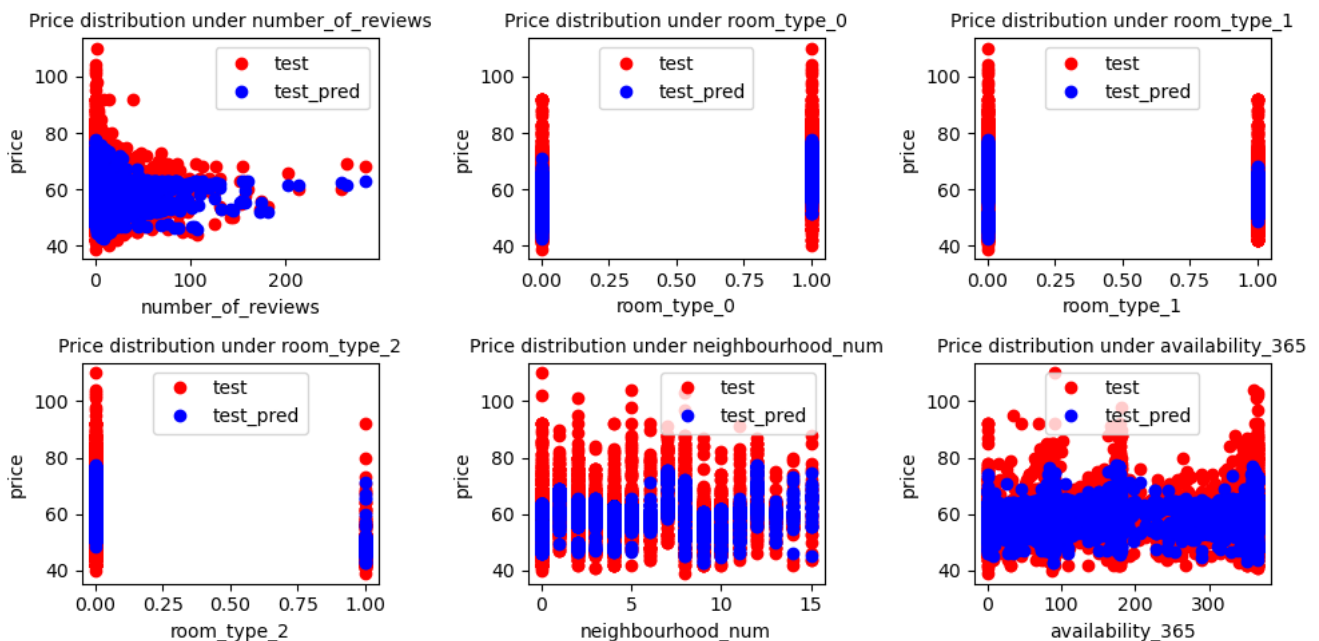 Price distribution under number_of_reviews
test
test_pred
price
100
80
60
40
0
100
200
number_of_reviews
Price distribution under room_type_0
test
test_pred
price
100
80
60
40
0.00
0.25
0.50
0.75
1.00
room_type_0
Price distribution under room_type_1
test
test_pred
price
100
80
60
40
0.00
0.25
0.50
0.75
1.00
room_type_1
Price distribution under room_type_2
test
test_pred
price
100
80
60
40
0.00
0.25
0.50
0.75
1.00
room_type_2
Price distribution under neighbourhood_num
test
test_pred
price
100
80
60
40
0
5
10
15
neighbourhood_num
Price distribution under availability_365
test
test_pred
price
100
80
60
40
0
100
200
300
availability_365